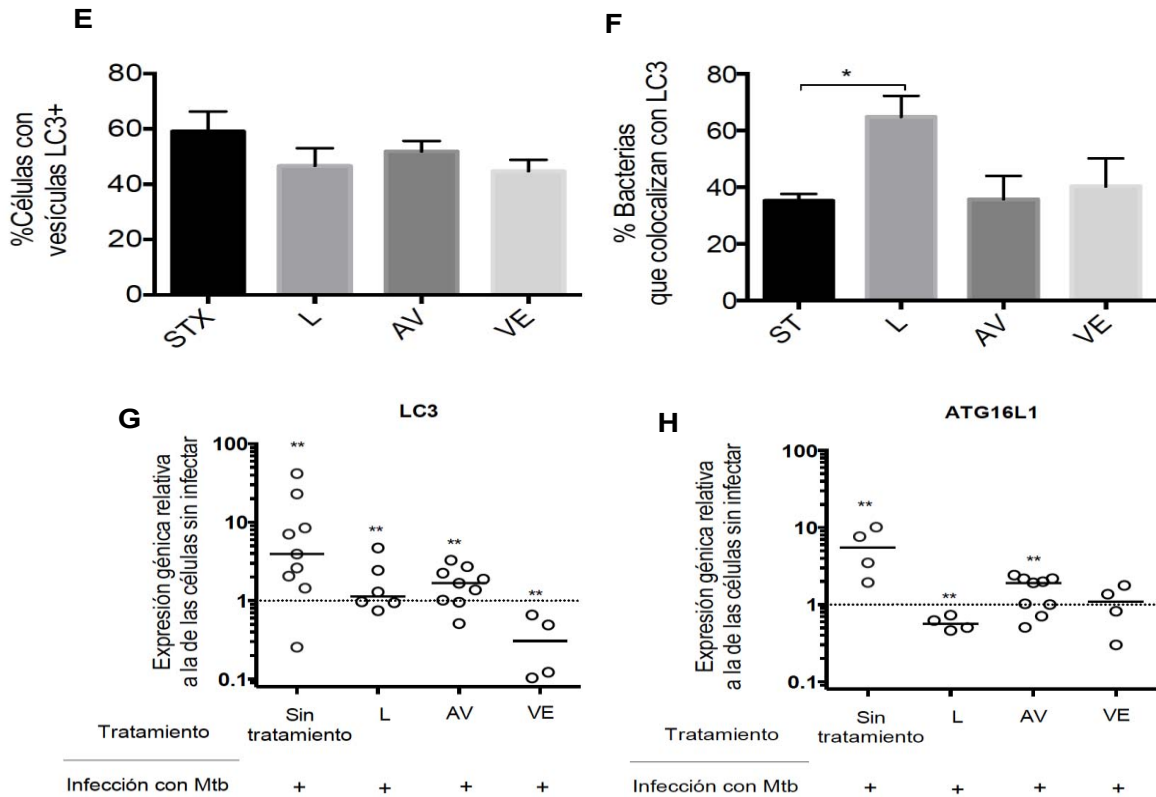 E
%Células con
vesículas LC3+
80
60
40
20
0
STX
L
AV
VE
F
% Bacterias
que colocalizan con LC3
80
60
40
20
0
*
ST
L
AV
VE
G
LC3
Expresión génica relativa
a la de las células sin infectar
100
10
1
0.1
**
**
**
**
Sin
tratamiento
L
AV
VE
Tratamiento
Infección con Mtb
+
+
+
+
H
ATG16L1
Expresión génica relativa
a la de las células sin infectar
100
10
1
0.1
**
**
**
Sin
tratamiento
L
AV
VE
Tratamiento
Infección con Mtb
+
+
+
+